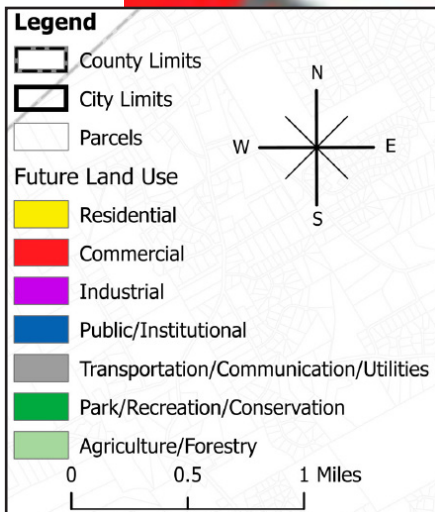 Legend
County Limits
City Limits
Parcels
N
W E
S
Future Land Use
Residential
Commercial
Industrial
Public/Institutional
Transportation/Communication/Utilities
Park/Recreation/Conservation
Agriculture/Forestry
0 0.5 1 Miles